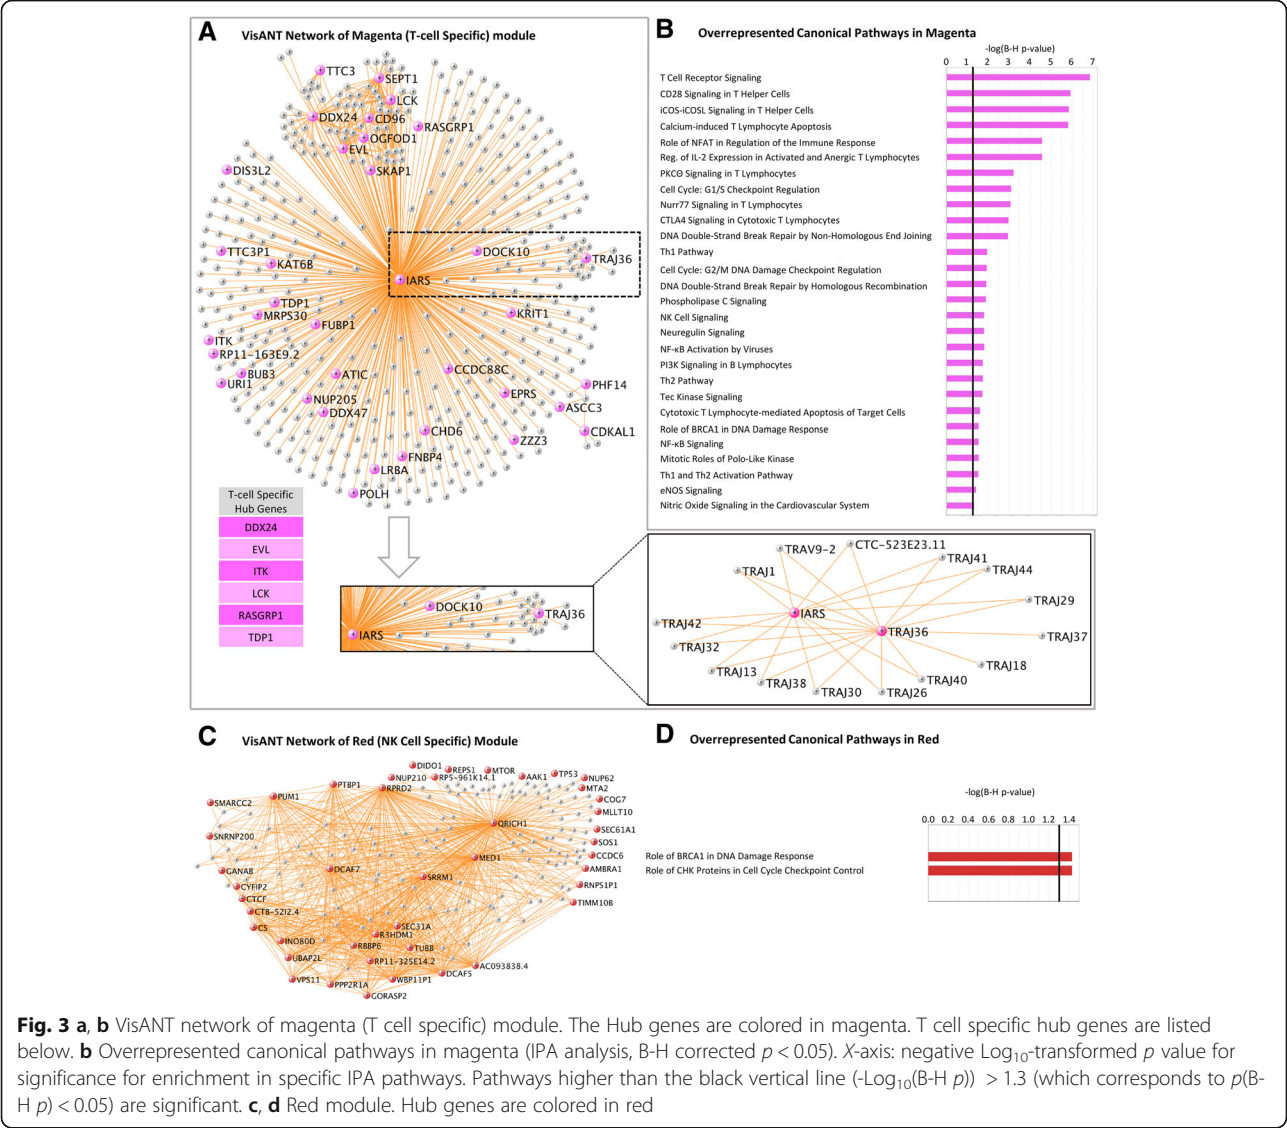 A
VisANT Network of Magenta (T-cell Specific) module
TTC3
SEPT1
LCK
DDX24
CD96
RASGRP1
OGFOD1
EVL
SKAP1
DIS3L2
TTC3P1
KAT6B
DOCK10
TRAJ36
IARS
TDP1
MRPS30
FUBP1
KRIT1
ITK
RP11-163E9.2
BUB3
URI1
ATIC
CCDC88C
PHF14
NUP205
EPRS
DDX47
ASCC3
CHD6
CDKAL1
ZZZ3
FNBP4
LRBA
POLH
T-cell Specific
Hub Genes
DDX24
EVL
ITK
LCK
RASGRP1
TDP1
DOCK10
TRAJ36
IARS
TRAV9-2
CTC-523E23.11
TRAJ1
TRAJ41
TRAJ44
IARS
TRAJ29
TRAJ42
TRAJ36
TRAJ37
TRAJ32
TRAJ13
TRAJ18
TRAJ38
TRAJ40
TRAJ30
TRAJ26
B
Overrepresented Canonical Pathways in Magenta
-log(B-H p-value)
0 1 2 3 4 5 6 7
T Cell Receptor Signaling
CD28 Signaling in T Helper Cells
iCOS-iCOSL Signaling in T Helper Cells
Calcium-induced T Lymphocyte Apoptosis
Role of NFAT in Regulation of the Immune Response
Reg. of IL-2 Expression in Activated and Anergic T Lymphocytes
PKCΘ Signaling in T Lymphocytes
Cell Cycle: G1/S Checkpoint Regulation
Nurr77 Signaling in T Lymphocytes
CTLA4 Signaling in Cytotoxic T Lymphocytes
DNA Double-Strand Break Repair by Non-Homologous End Joining
Th1 Pathway
Cell Cycle: G2/M DNA Damage Checkpoint Regulation
DNA Double-Strand Break Repair by Homologous Recombination
Phospholipase C Signaling
NK Cell Signaling
Neuregulin Signaling
NF-κB Activation by Viruses
PI3K Signaling in B Lymphocytes
Th2 Pathway
Tec Kinase Signaling
Cytotoxic T Lymphocyte-mediated Apoptosis of Target Cells
Role of BRCA1 in DNA Damage Response
NF-κB Signaling
Mitotic Roles of Polo-Like Kinase
Th1 and Th2 Activation Pathway
eNOS Signaling
Nitric Oxide Signaling in the Cardiovascular System
C
VisANT Network of Red (NK Cell Specific) Module
DIDO1
REPS1
MTOR
NUP210
RP5-961K14.1
AAK1
TP53
NUP62
PTBP1
RPRD2
MTA2
PUM1
COG7
SMARCC2
MLLT10
QRICH1
SNRNP200
SEC61A1
SOS1
MED1
CCDC6
GANAB
DCAF7
AMBRA1
SRRM1
CYFIP2
RNPS1P1
CTCF
TIMM10B
CTB-52I2.4
CS
SEC31A
R3HDM1
INO80D
RBBP6
TUBB
UBAP2L
RP11-325E14.2
AC093838.4
DCAF5
VPS11
PPP2R1A
WBP11P1
GORASP2
D
Overrepresented Canonical Pathways in Red
-log(B-H p-value)
0.0 0.2 0.4 0.6 0.8 1.0 1.2 1.4
Role of BRCA1 in DNA Damage Response
Role of CHK Proteins in Cell Cycle Checkpoint Control
Fig. 3 a, b VisANT network of magenta (T cell specific) module. The Hub genes are colored in magenta. T cell specific hub genes are listed
below. b Overrepresented canonical pathways in magenta (IPA analysis, B-H corrected p < 0.05). X-axis: negative Log10-transformed p value for
significance for enrichment in specific IPA pathways. Pathways higher than the black vertical line (-Log10(B-H p)) > 1.3 (which corresponds to p(B-
H p) < 0.05) are significant. c, d Red module. Hub genes are colored in red